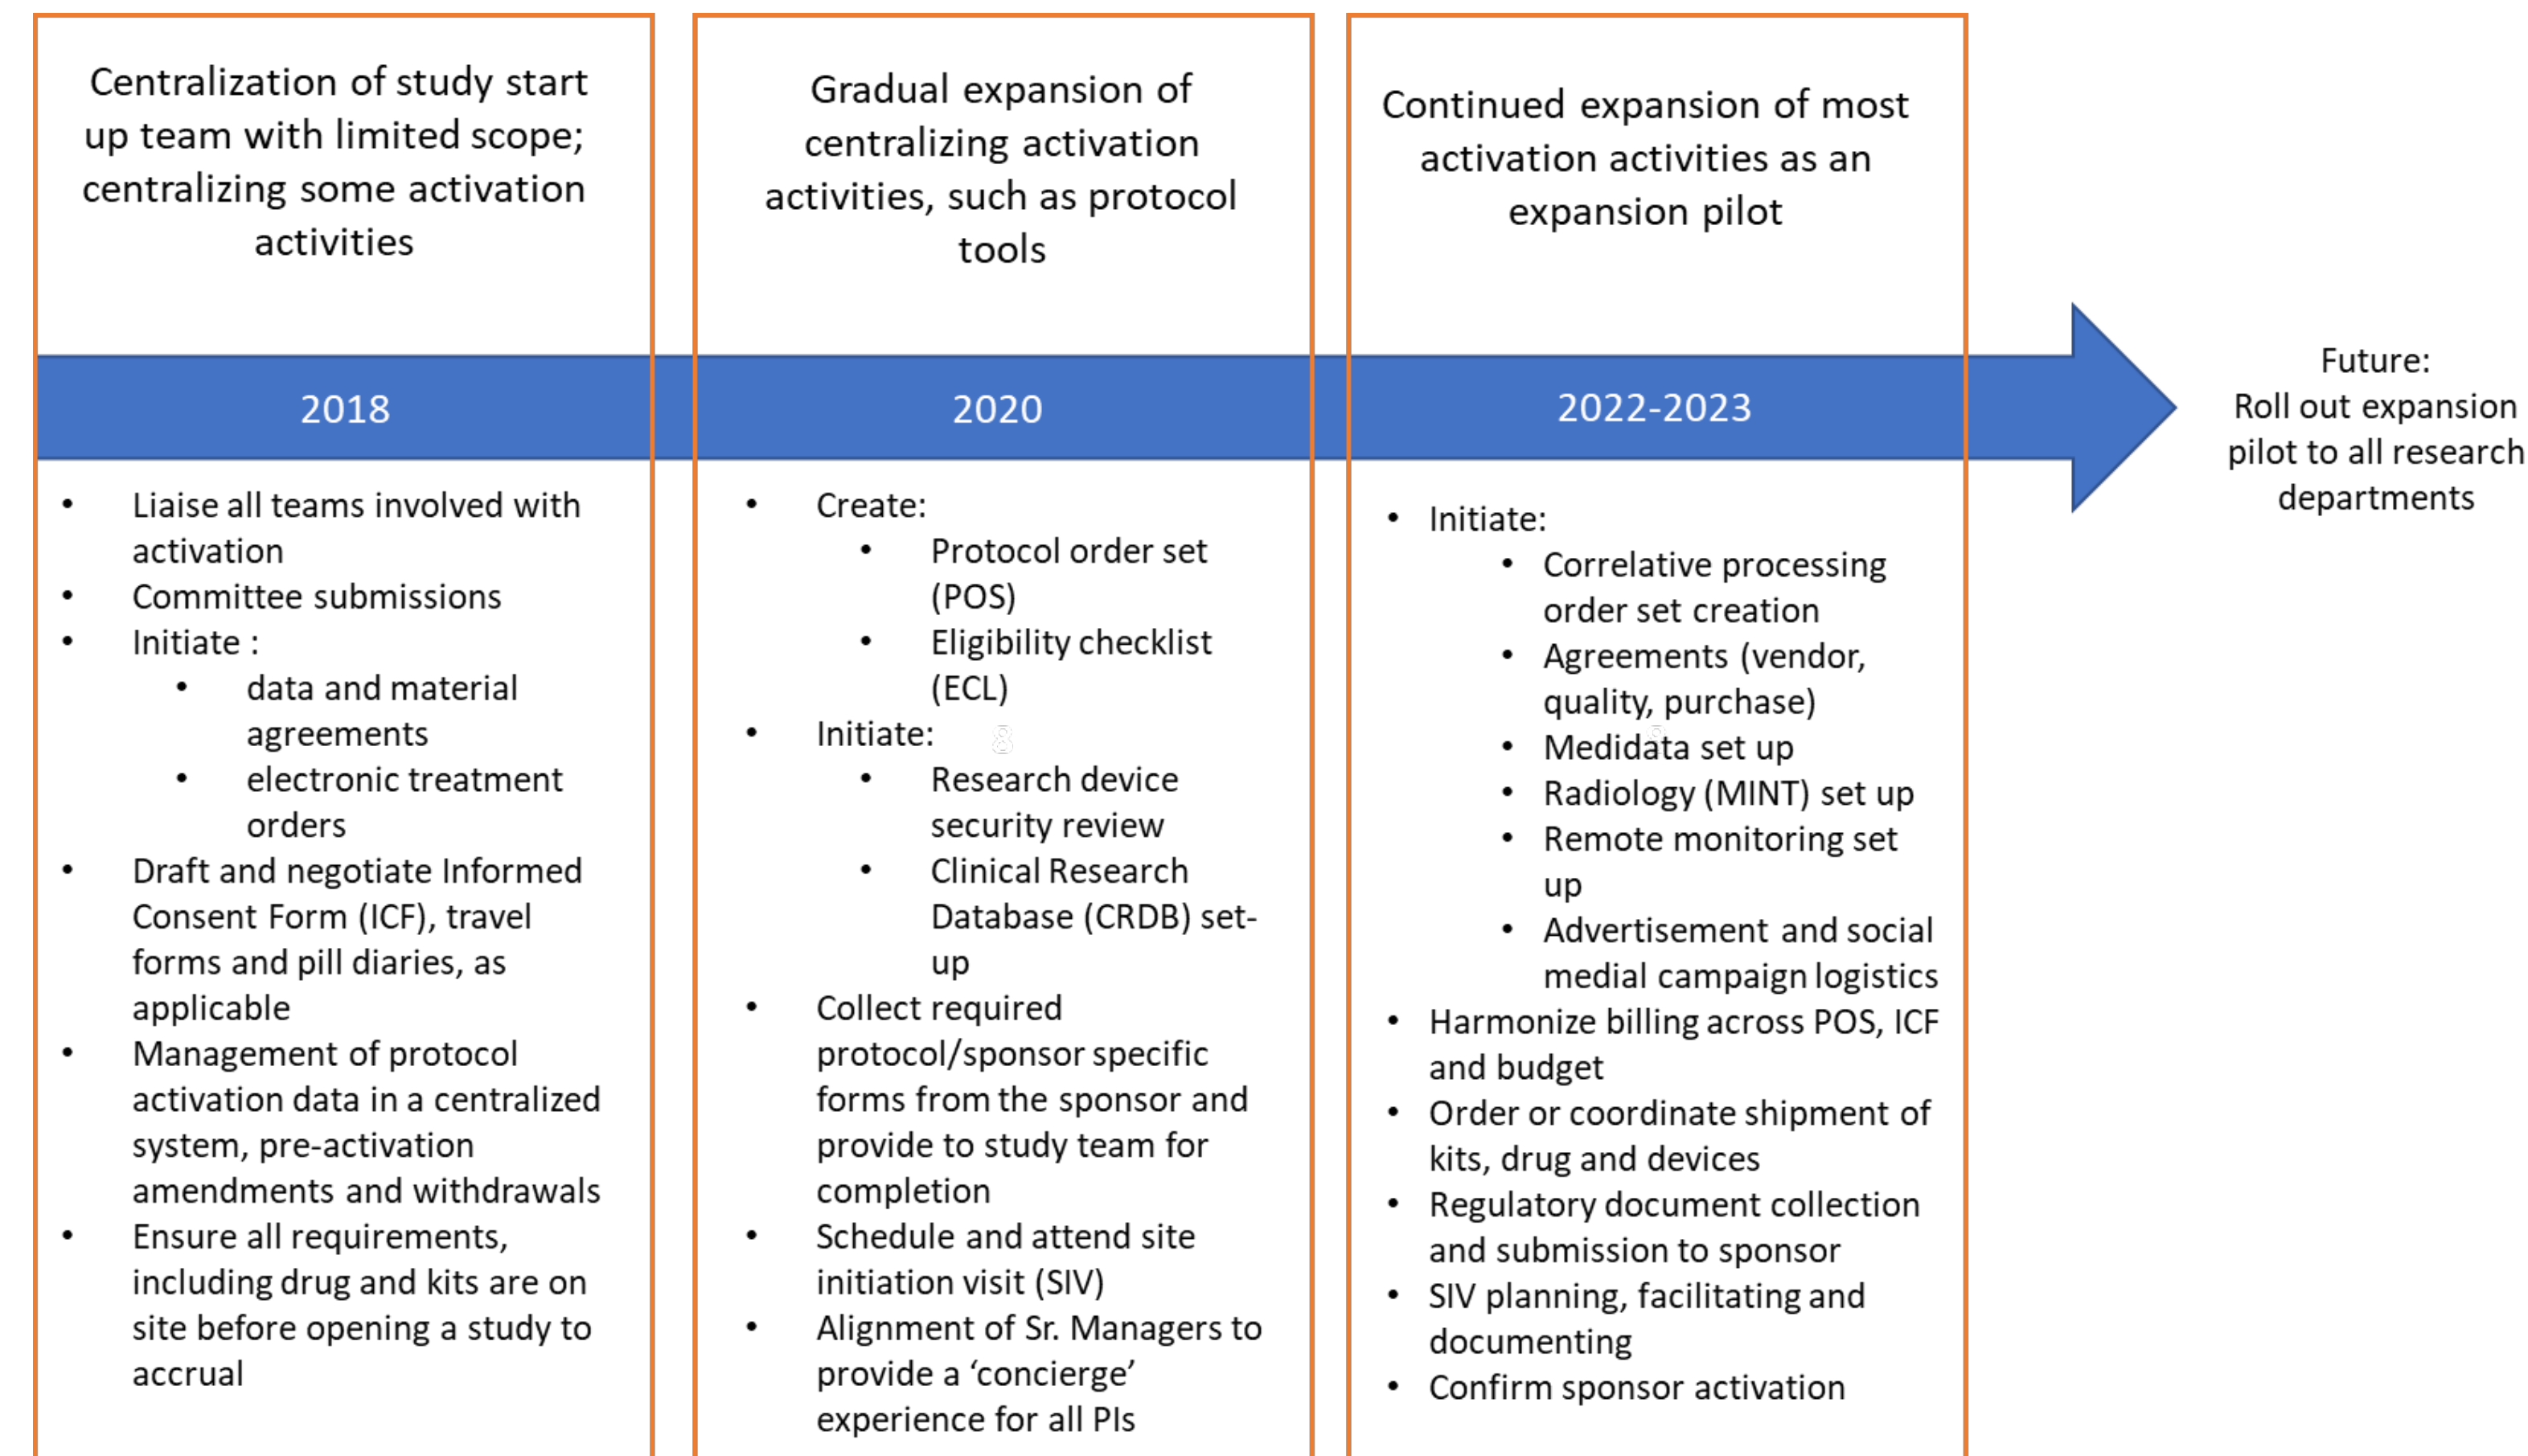 Centralization of study start
up team with limited scope;
centralizing some activation
activities
2018
• Liaise all teams involved with
activation
• Committee submissions
• Initiate :
• data and material
agreements
• electronic treatment
orders
• Draft and negotiate Informed
Consent Form (ICF), travel
forms and pill diaries, as
applicable
• Management of protocol
activation data in a centralized
system, pre-activation
amendments and withdrawals
• Ensure all requirements,
including drug and kits are on
site before opening a study to
accrual
Gradual expansion of
centralizing activation
activities, such as protocol
tools
2020
• Create:
• Protocol order set
(POS)
• Eligibility checklist
(ECL)
• Initiate:
8
• Research device
security review
• Clinical Research
Database (CRDB) set-
up
• Collect required
protocol/sponsor specific
forms from the sponsor and
provide to study team for
completion
• Schedule and attend site
initiation visit (SIV)
• Alignment of Sr. Managers to
provide a ‘concierge’
experience for all PIs
Continued expansion of most
activation activities as an
expansion pilot
2022-2023
• Initiate:
• Correlative processing
order set creation
• Agreements (vendor,
quality, purchase)
• Medidata set up
• Radiology (MINT) set up
• Remote monitoring set
up
• Advertisement and social
medial campaign logistics
• Harmonize billing across POS, ICF
and budget
• Order or coordinate shipment of
kits, drug and devices
• Regulatory document collection
and submission to sponsor
• SIV planning, facilitating and
documenting
• Confirm sponsor activation
Future:
Roll out expansion
pilot to all research
departments